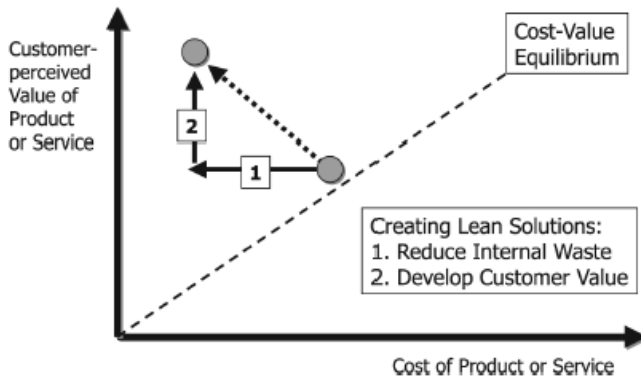 Customer-
perceived
Value of
Product
or Service
Cost-Value
Equilibrium
2
1
Creating Lean Solutions:
1. Reduce Internal Waste
2. Develop Customer Value
Cost of Product or Service